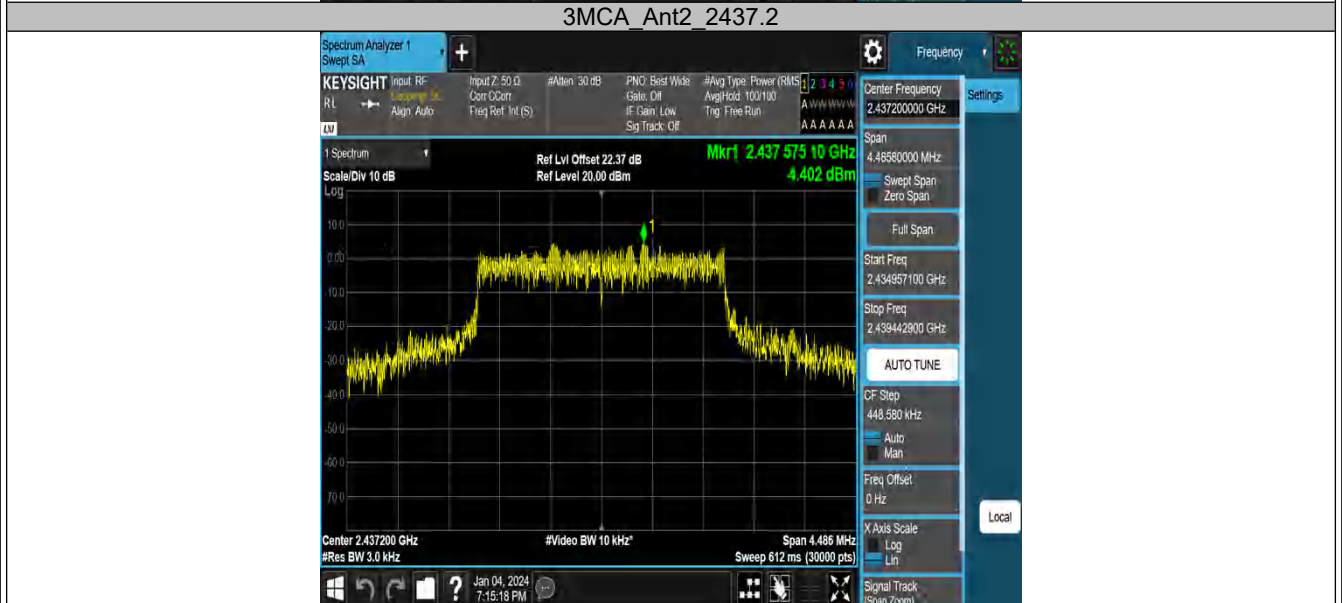 3MCA_Ant2_2437.2
Spectrum Analyzer 1
Swept SA
+
Frequency
KEYSIGHT
RL
LXI
Input: RF
Align: Auto
Input Z: 50 Ω
Corr CCorr
Freq Ref: Int (S)
#Atten: 30 dB
PNO: Best Wide
Gate: Off
IF Gain: Low
Sig Track: Off
#Avg Type: Power (RMS
Avg|Hold: 100/100
Trig: Free Run
1 2 3 4 5 6
A W W W W W
A A A A A A
Center Frequency
2.437200000 GHz
Settings
Span
4.48580000 MHz
Swept Span
Zero Span
Full Span
Start Freq
2.434957100 GHz
Stop Freq
2.439442900 GHz
AUTO TUNE
CF Step
448.580 kHz
Auto
Man
Freq Offset
0 Hz
X Axis Scale
Log
Lin
Local
Signal Track
(Span Zoom)
1 Spectrum
Scale/Div 10 dB
Log
Ref Lvl Offset 22.37 dB
Ref Level 20.00 dBm
Mkr1 2.437 575 10 GHz
4.402 dBm
1
10.0
0.00
-10.0
-20.0
-30.0
-40.0
-50.0
-60.0
-70.0
Center 2.437200 GHz
#Res BW 3.0 kHz
#Video BW 10 kHz*
Span 4.486 MHz
Sweep 612 ms (30000 pts)
?
Jan 04, 2024
7:15:18 PM